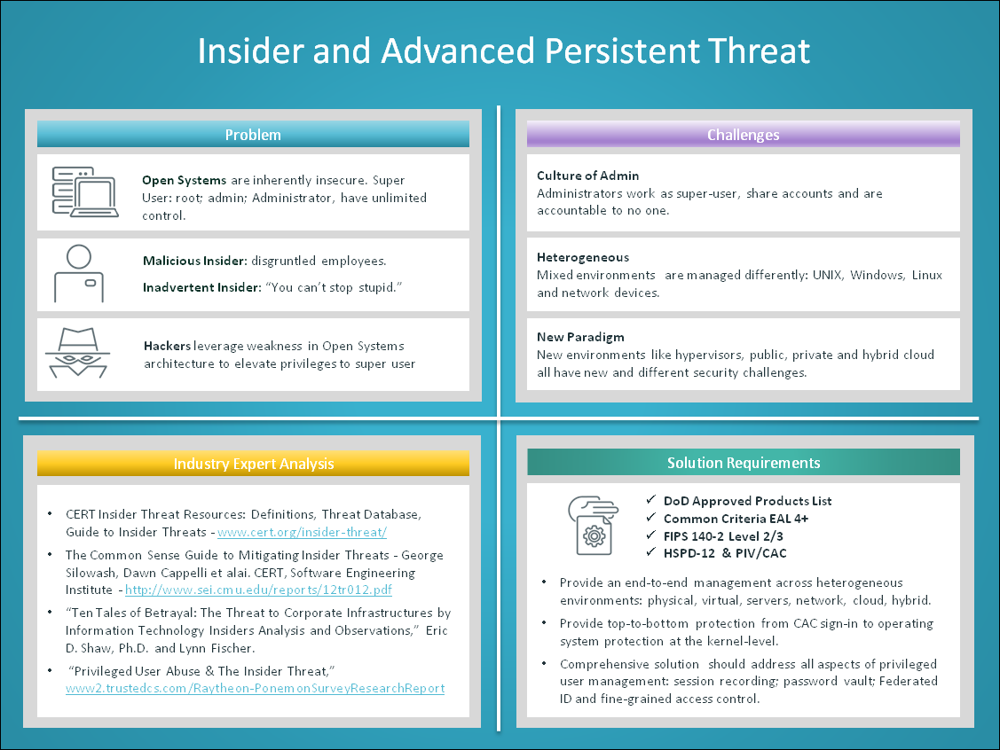 Insider and Advanced Persistent Threat
Problem
Open Systems are inherently insecure. Super
User: root; admin; Administrator, have unlimited
control.
Malicious Insider: disgruntled employees.
Inadvertent Insider: “You can’t stop stupid.”
Hackers leverage weakness in Open Systems
architecture to elevate privileges to super user
Challenges
Culture of Admin
Administrators work as super-user, share accounts and are
accountable to no one.
Heterogeneous
Mixed environments are managed differently: UNIX, Windows, Linux
and network devices.
New Paradigm
New environments like hypervisors, public, private and hybrid cloud
all have new and different security challenges.
Industry Expert Analysis
• CERT Insider Threat Resources: Definitions, Threat Database,
Guide to Insider Threats - www.cert.org/insider-threat/
• The Common Sense Guide to Mitigating Insider Threats - George
Silowash, Dawn Cappelli et alai. CERT, Software Engineering
Institute - http://www.sei.cmu.edu/reports/12tr012.pdf
• “Ten Tales of Betrayal: The Threat to Corporate Infrastructures by
Information Technology Insiders Analysis and Observations,” Eric
D. Shaw, Ph.D. and Lynn Fischer.
• “Privileged User Abuse & The Insider Threat,”
www2.trustedcs.com/Raytheon-PonemonSurveyResearchReport
Solution Requirements
✓ DoD Approved Products List
✓ Common Criteria EAL 4+
✓ FIPS 140-2 Level 2/3
✓ HSPD-12 & PIV/CAC
• Provide an end-to-end management across heterogeneous
environments: physical, virtual, servers, network, cloud, hybrid.
• Provide top-to-bottom protection from CAC sign-in to operating
system protection at the kernel-level.
• Comprehensive solution should address all aspects of privileged
user management: session recording; password vault; Federated
ID and fine-grained access control.